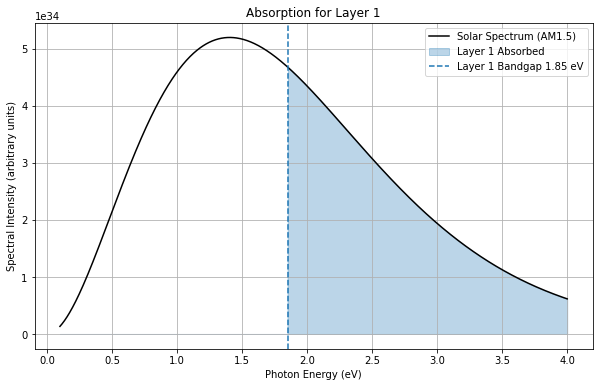 Absorption for Layer 1
1e34
Solar Spectrum (AM1.5)
Layer 1 Absorbed
Layer 1 Bandgap 1.85 eV
Spectral Intensity (arbitrary units)
5
4
3
2
1
0
0.0 0.5 1.0 1.5 2.0 2.5 3.0 3.5 4.0
Photon Energy (eV)